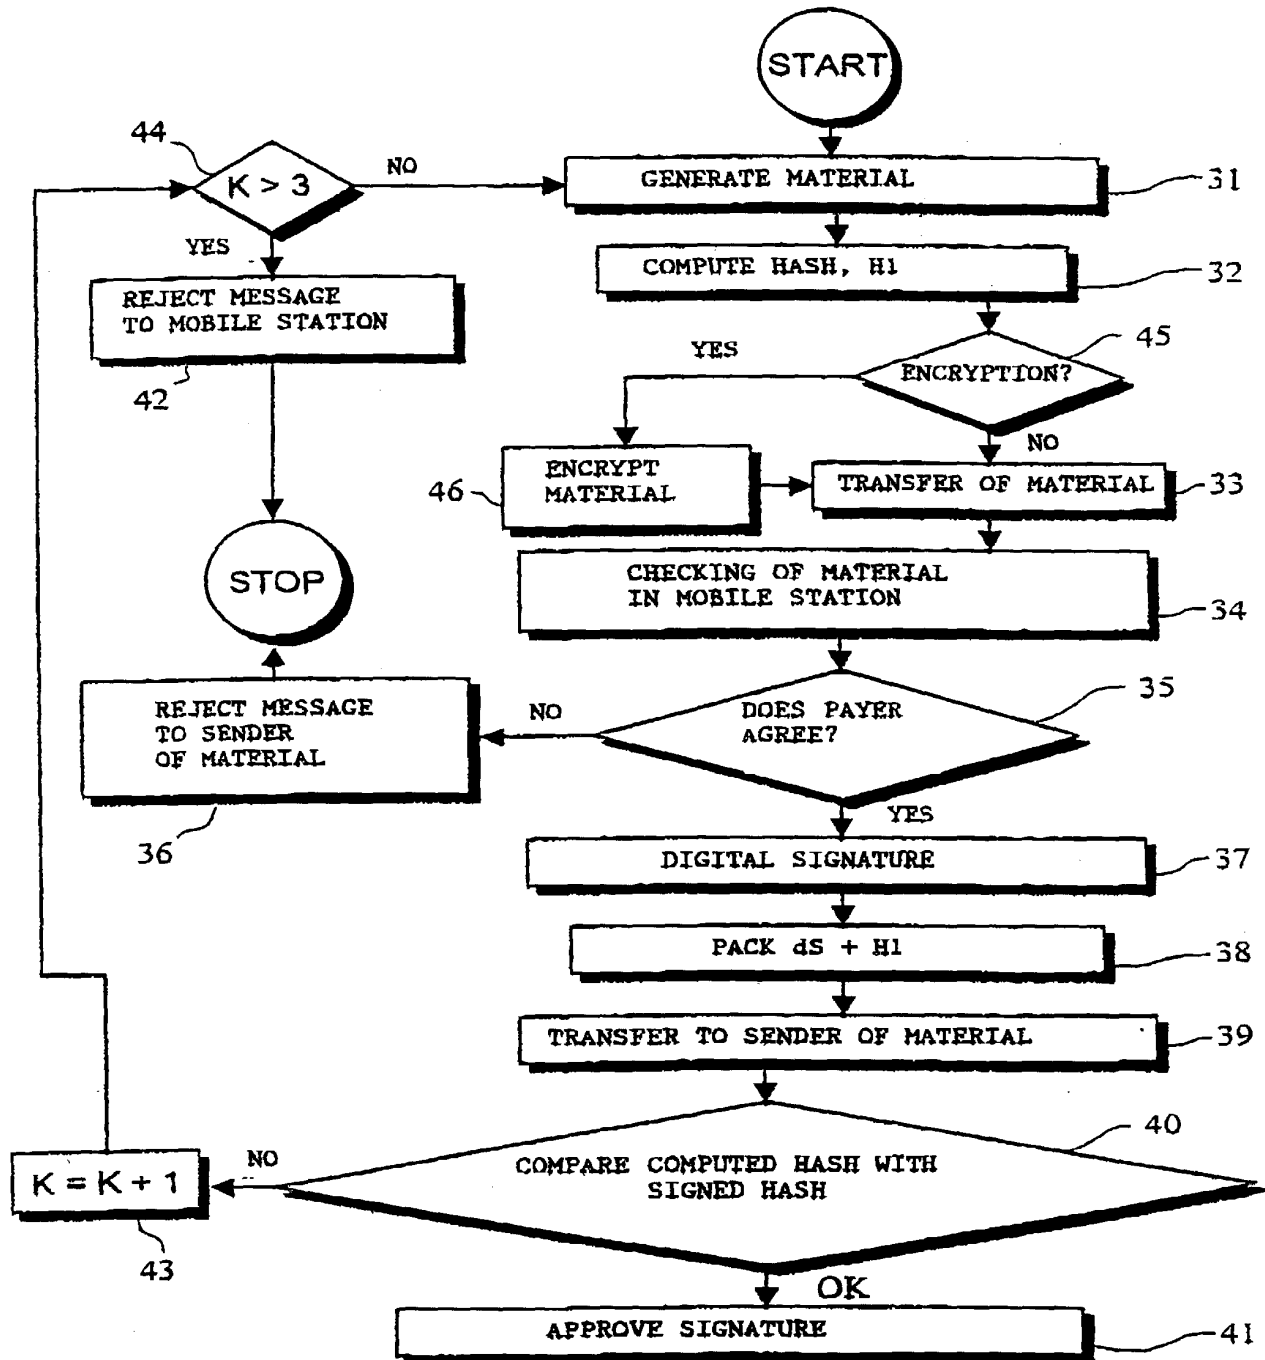 START
44
K > 3
NO
GENERATE MATERIAL
31
YES
COMPUTE HASH, H1
32
REJECT MESSAGE
TO MOBILE STATION
42
YES
45
ENCRYPTION?
NO
46
ENCRYPT
MATERIAL
TRANSFER OF MATERIAL
33
STOP
CHECKING OF MATERIAL
IN MOBILE STATION
34
35
REJECT MESSAGE
TO SENDER
OF MATERIAL
36
NO
DOES PAYER
AGREE?
YES
DIGITAL SIGNATURE
37
PACK dS + H1
38
TRANSFER TO SENDER OF MATERIAL
39
40
K = K + 1
43
NO
COMPARE COMPUTED HASH WITH
SIGNED HASH
OK
APPROVE SIGNATURE
41